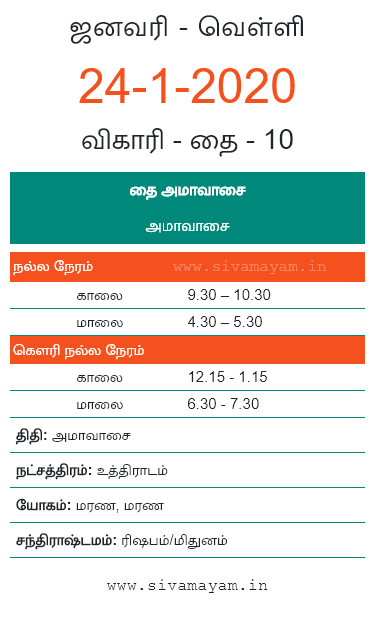 ஜனவரி - வெள்ளி
24-1-2020
விகாரி - தை - 10
தை அமாவாசை
அமாவாசை
நல்ல நேரம் www.sivamayam.in
காலை 9.30 – 10.30
மாலை 4.30 – 5.30
கௌரி நல்ல நேரம்
காலை 12.15 - 1.15
மாலை 6.30 - 7.30
திதி: அமாவாசை
நட்சத்திரம்: உத்திராடம்
யோகம்: மரண, மரண
சந்திராஷ்டமம்: ரிஷபம்/மிதுனம்
www.sivamayam.in